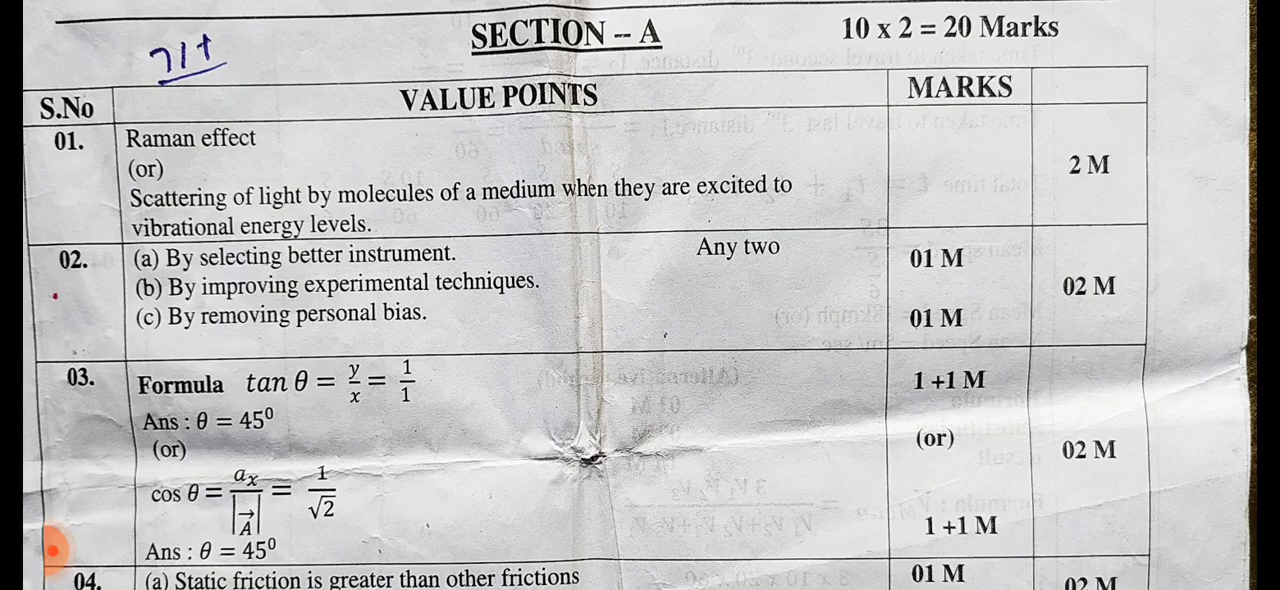 SECTION -- A
10 x 2 = 20 Marks
S.No
VALUE POINTS
MARKS
01.
Raman effect
(or)
Scattering of light by molecules of a medium when they are excited to
vibrational energy levels.
2 M
02.
(a) By selecting better instrument.
Any two
01 M
(b) By improving experimental techniques.
02 M
(c) By removing personal bias.
01 M
03.
Formula tan θ = y/x = 1/1
1 +1 M
Ans : θ = 45⁰
(or)
(or)
02 M
cos θ = aₓ/|A⃗| = 1/√2
1 +1 M
Ans : θ = 45⁰
04.
(a) Static friction is greater than other frictions
01 M
02 M